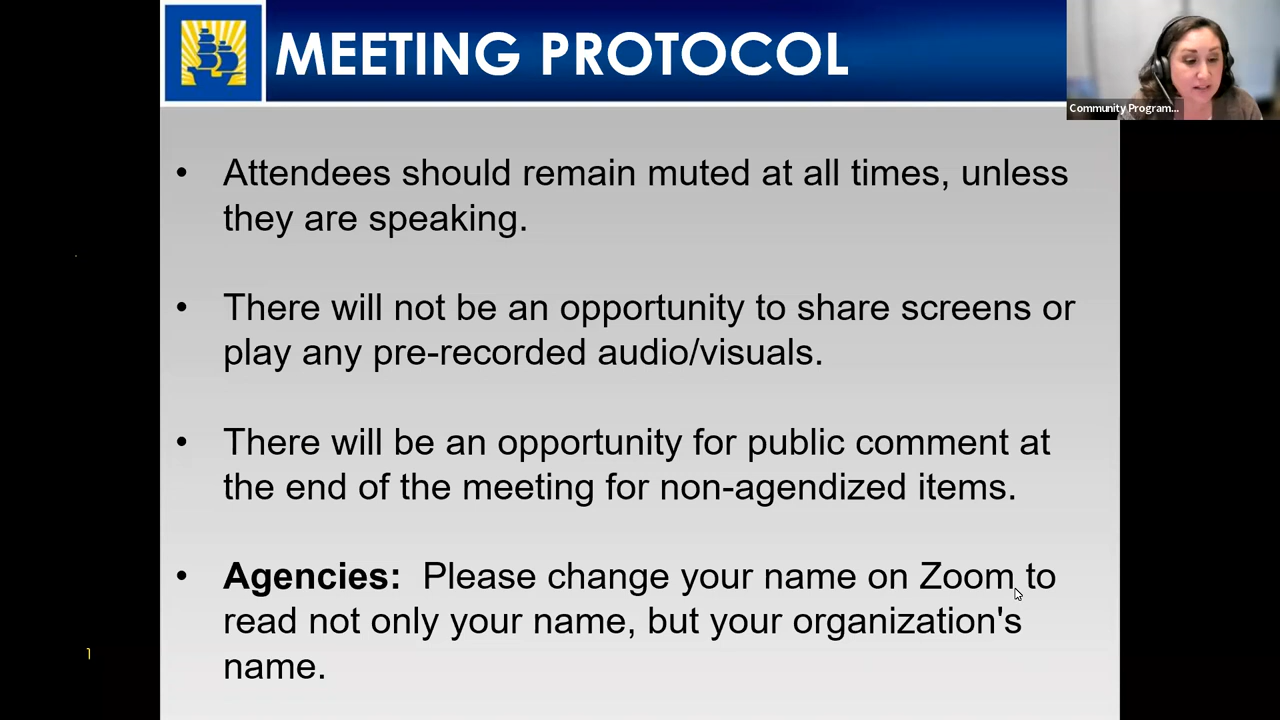 MEETING PROTOCOL
Community Program...
• Attendees should remain muted at all times, unless
they are speaking.
• There will not be an opportunity to share screens or
play any pre-recorded audio/visuals.
• There will be an opportunity for public comment at
the end of the meeting for non-agendized items.
• Agencies: Please change your name on Zoom to
read not only your name, but your organization's
name.
1